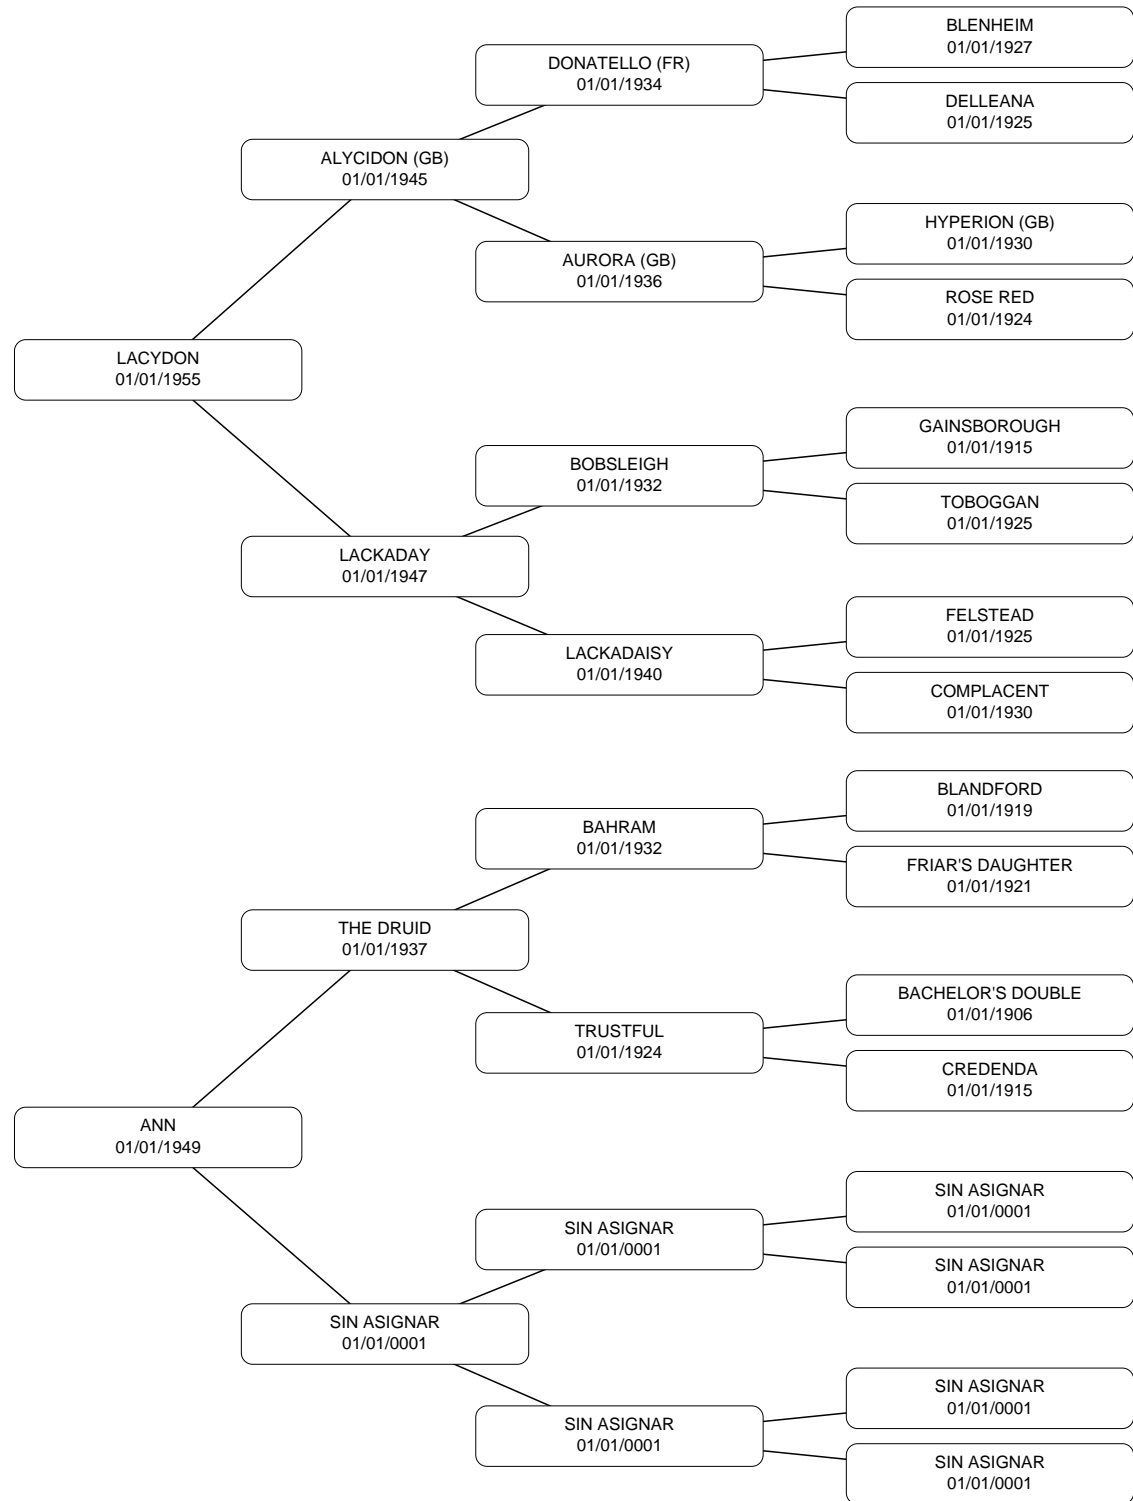 BLENHEIM
01/01/1927
DONATELLO (FR)
01/01/1934
DELLEANA
01/01/1925
ALYCIDON (GB)
01/01/1945
HYPERION (GB)
01/01/1930
AURORA (GB)
01/01/1936
ROSE RED
01/01/1924
LACYDON
01/01/1955
GAINSBOROUGH
01/01/1915
BOBSLEIGH
01/01/1932
TOBOGGAN
01/01/1925
LACKADAY
01/01/1947
FELSTEAD
01/01/1925
LACKADAISY
01/01/1940
COMPLACENT
01/01/1930
BLANDFORD
01/01/1919
BAHRAM
01/01/1932
FRIAR'S DAUGHTER
01/01/1921
THE DRUID
01/01/1937
BACHELOR'S DOUBLE
01/01/1906
TRUSTFUL
01/01/1924
CREDENDA
01/01/1915
ANN
01/01/1949
SIN ASIGNAR
01/01/0001
SIN ASIGNAR
01/01/0001
SIN ASIGNAR
01/01/0001
SIN ASIGNAR
01/01/0001
SIN ASIGNAR
01/01/0001
SIN ASIGNAR
01/01/0001
SIN ASIGNAR
01/01/0001